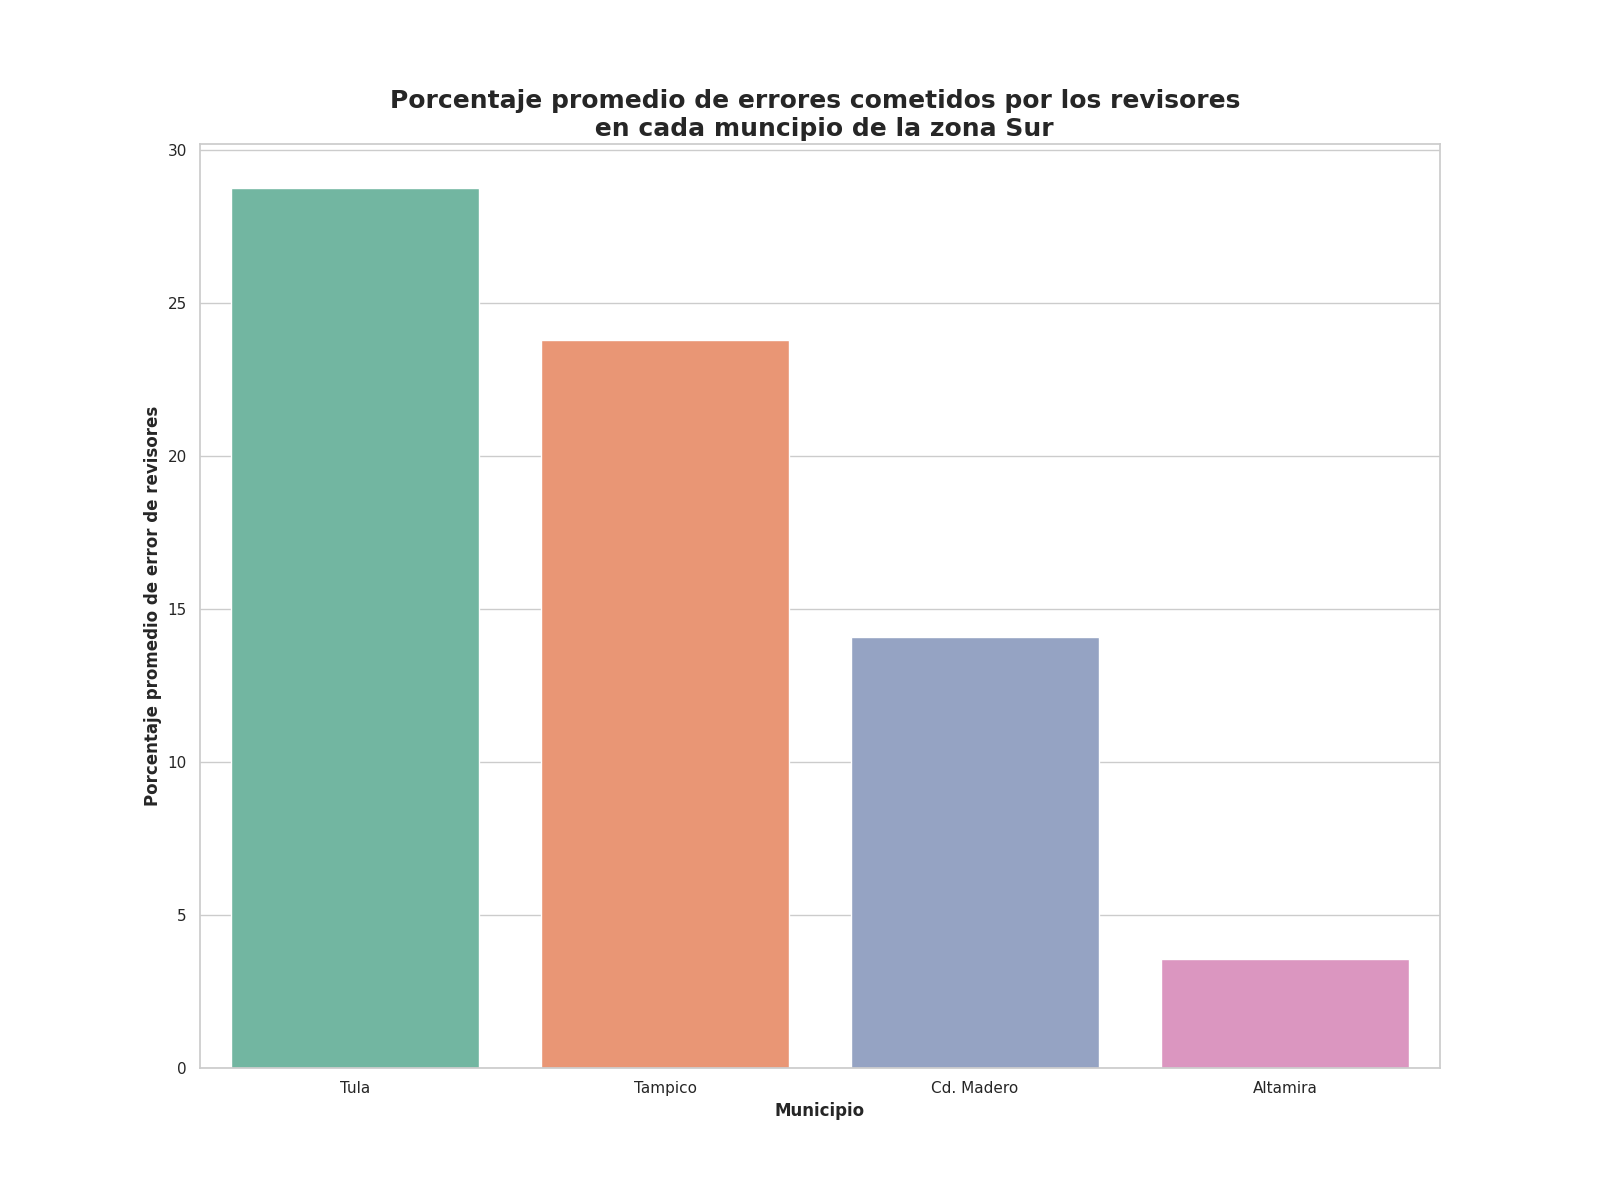 Porcentaje promedio de errores cometidos por los revisores
en cada muncipio de la zona Sur
30
25
20
15
10
5
0
Porcentaje promedio de error de revisores
Tula
Tampico
Cd. Madero
Altamira
Municipio